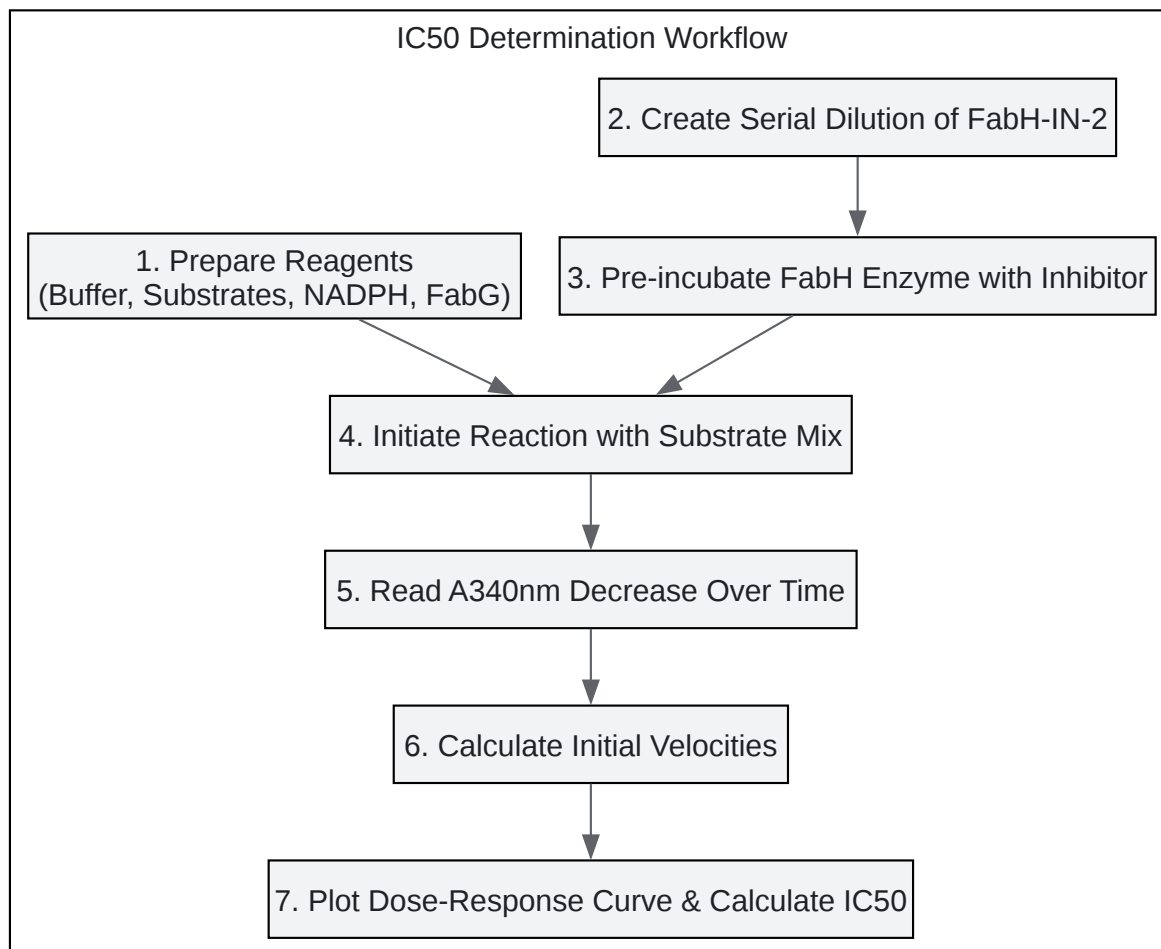 IC50 Determination Workflow
2. Create Serial Dilution of FabH-IN-2
1. Prepare Reagents
(Buffer, Substrates, NADPH, FabG)
3. Pre-incubate FabH Enzyme with Inhibitor
4. Initiate Reaction with Substrate Mix
5. Read A340nm Decrease Over Time
6. Calculate Initial Velocities
7. Plot Dose-Response Curve & Calculate IC50